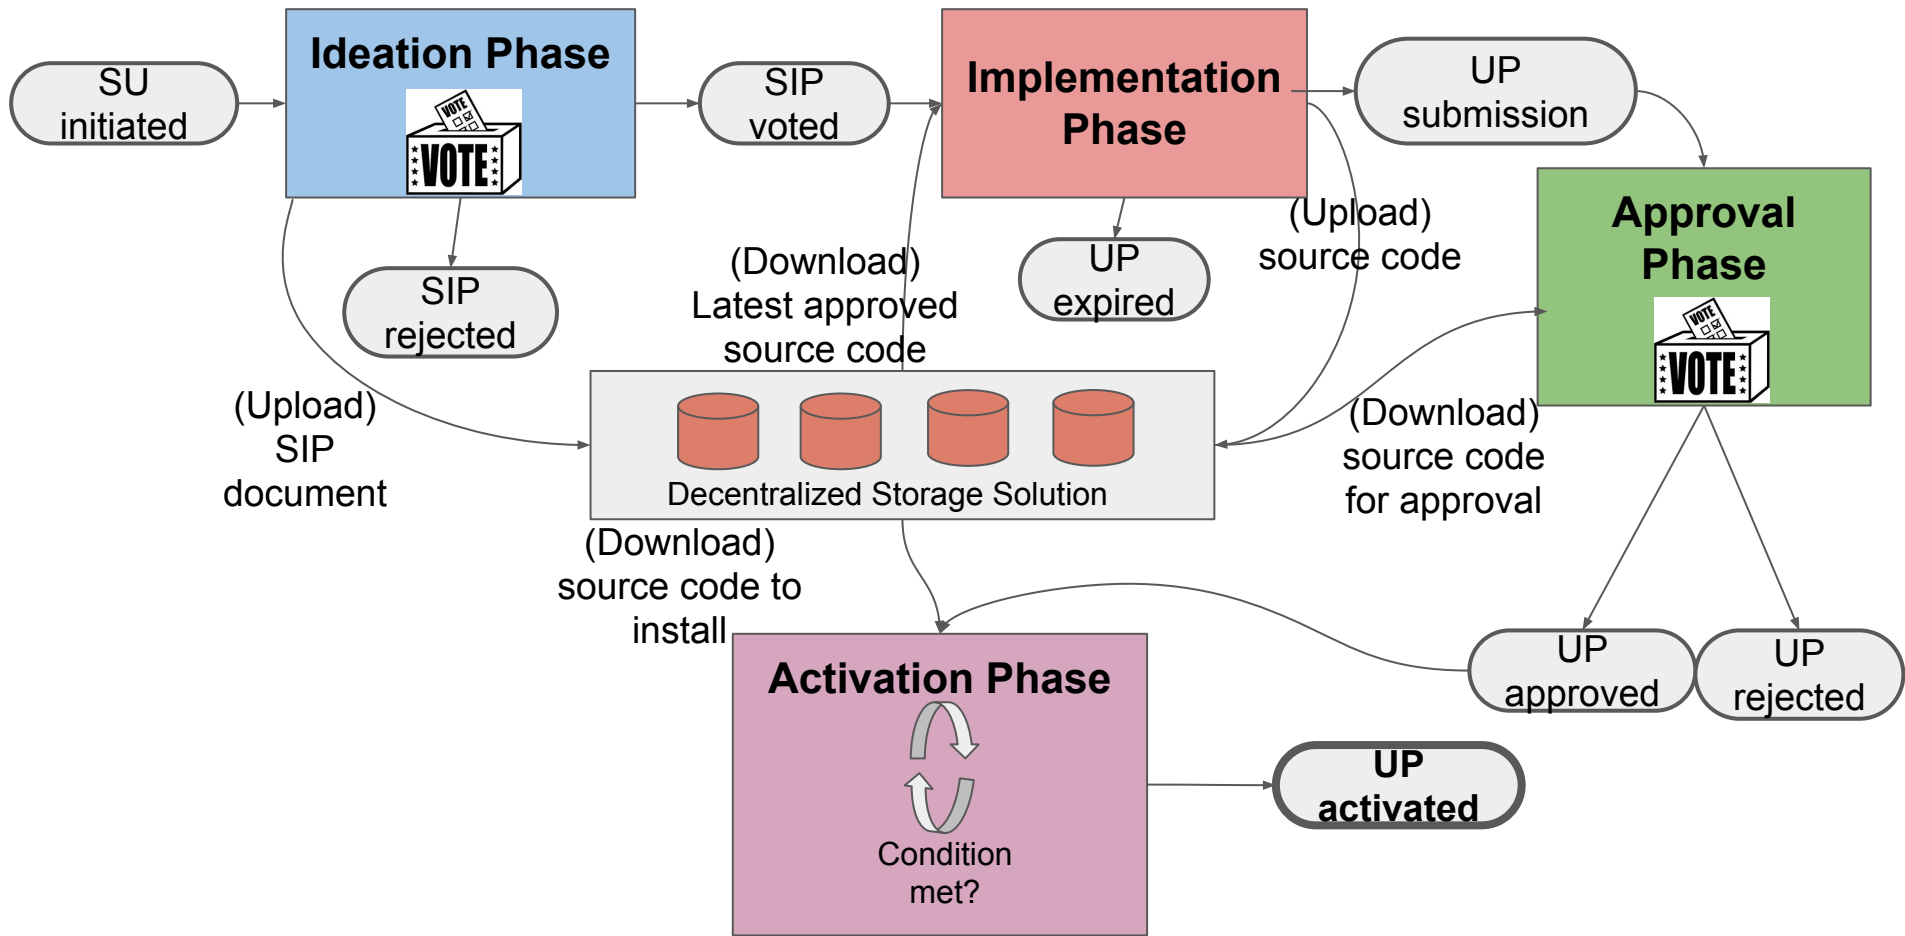 SU
initiated
Ideation Phase
VOTE
VOTE
SIP
voted
Implementation
Phase
UP
submission
Approval
Phase
VOTE
VOTE
(Upload)
source code
UP
expired
SIP
rejected
(Download)
Latest approved
source code
(Upload)
SIP
document
Decentralized Storage Solution
(Download)
source code
for approval
(Download)
source code to
install
Activation Phase
Condition
met?
UP
approved
UP
rejected
UP
activated